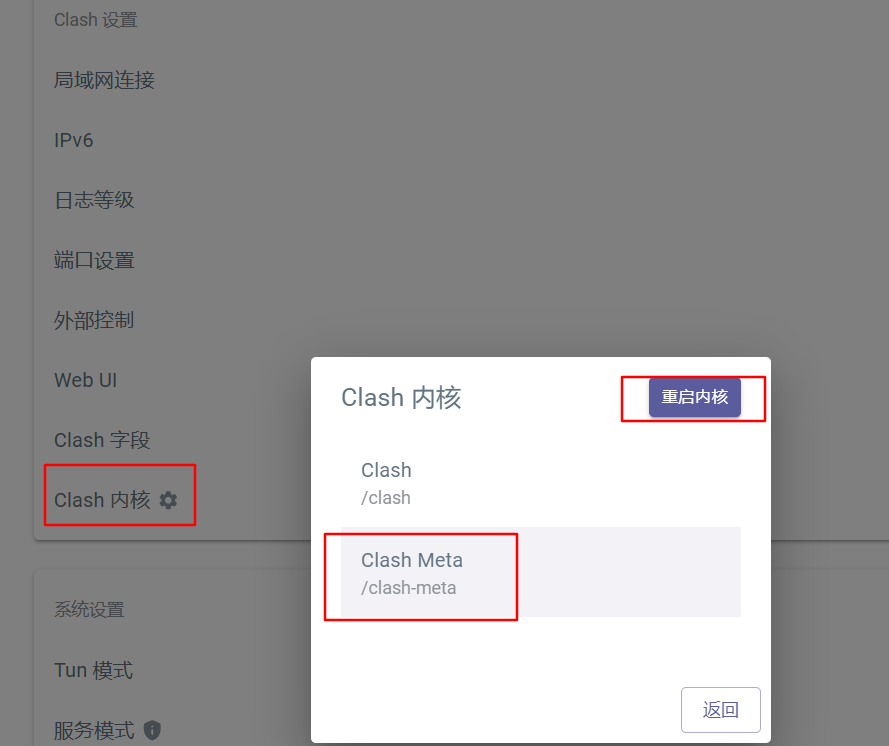 Clash 设置
局域网连接
IPv6
日志等级
端口设置
外部控制
Web UI
Clash 字段
Clash 内核
系统设置
Tun 模式
服务模式
Clash 内核
重启内核
Clash
/clash
Clash Meta
/clash-meta
返回